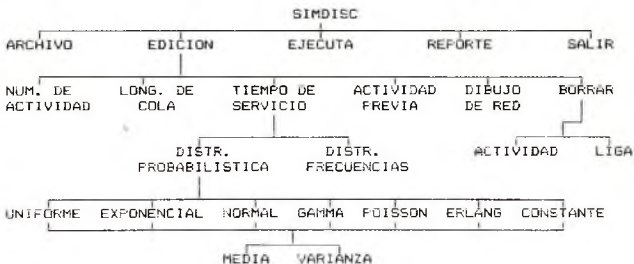 SIMDISC
ARCHIVO EDICION EJECUTA REPORTE SALIR
NUM. DE LONG. DE TIEMPO DE ACTIVIDAD DIBUJO BORRAR
ACTIVIDAD COLA SERVICIO PREVIA DE RED
DISTR. DISTR. ACTIVIDAD LIGA
PROBABILISTICA FRECUENCIAS
UNIFORME EXPONENCIAL NORMAL GAMMA POISSON ERLANG CONSTANTE
MEDIA VARIANZA